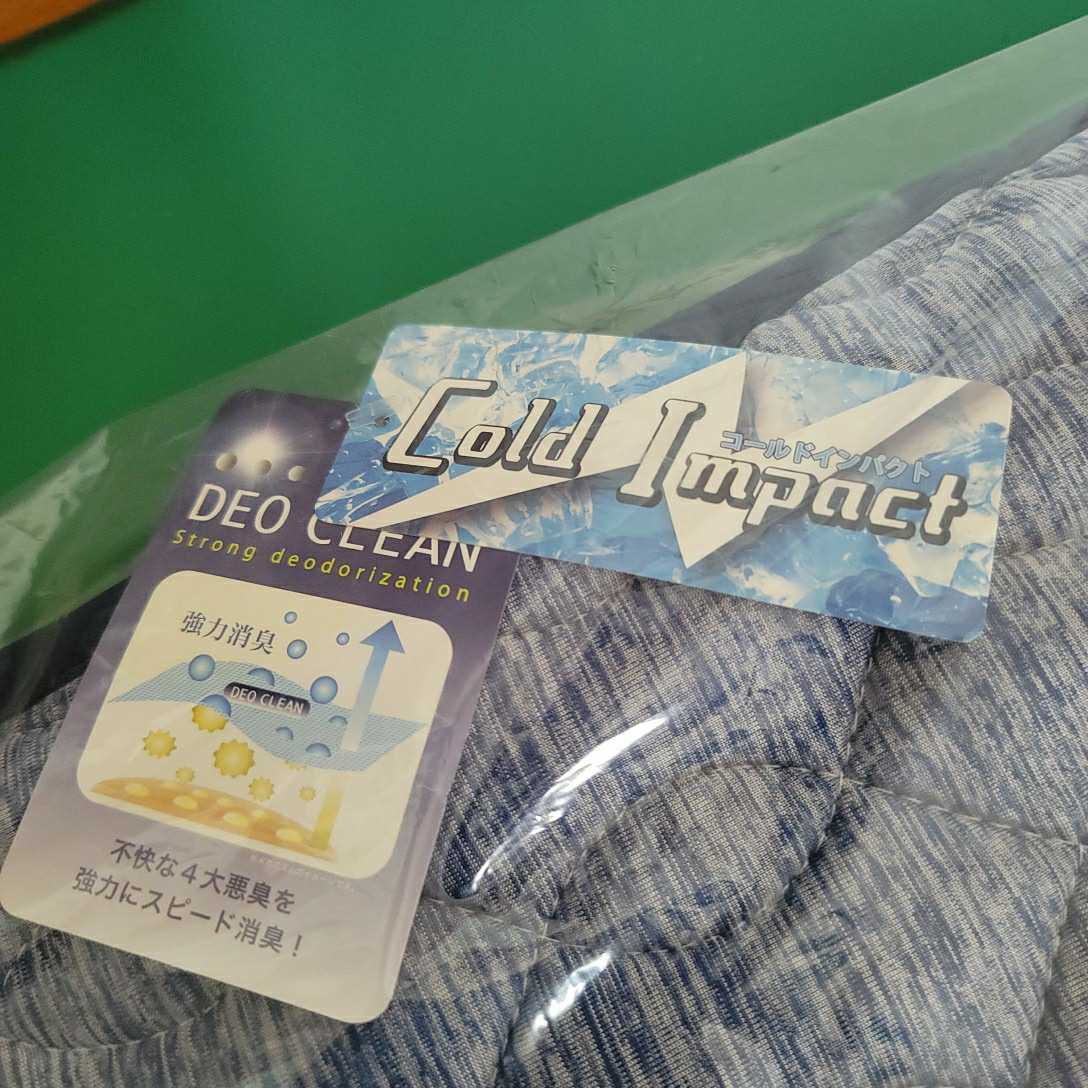 Cold Impact
コールドインパクト
DEO CLEAN
Strong deodorization
強力消臭
DEO CLEAN
不快な4大悪臭を
強力にスピード消臭!